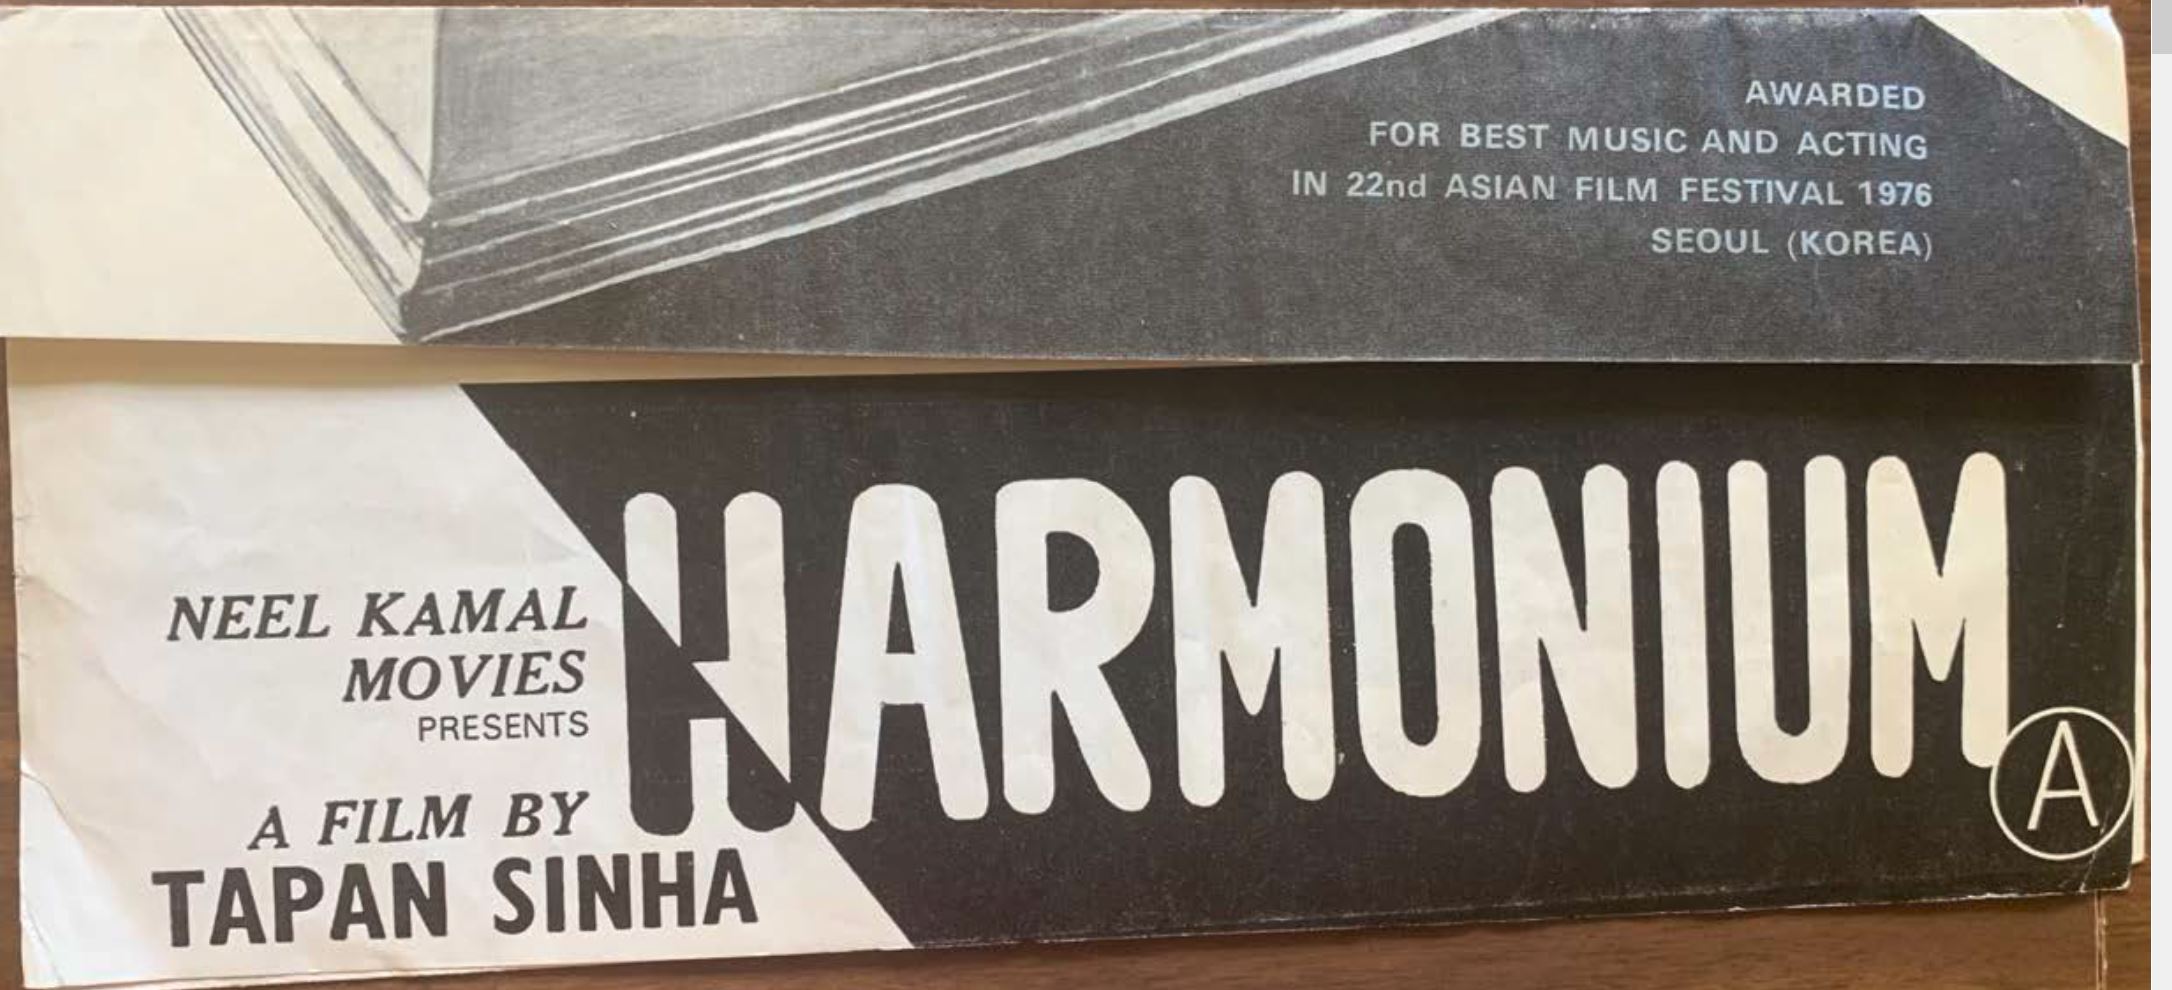 AWARDED
FOR BEST MUSIC AND ACTING
IN 22nd ASIAN FILM FESTIVAL 1976
SEOUL (KOREA)
HARMONIUM
NEEL KAMAL
MOVIES
PRESENTS
A FILM BY
TAPAN SINHA
A